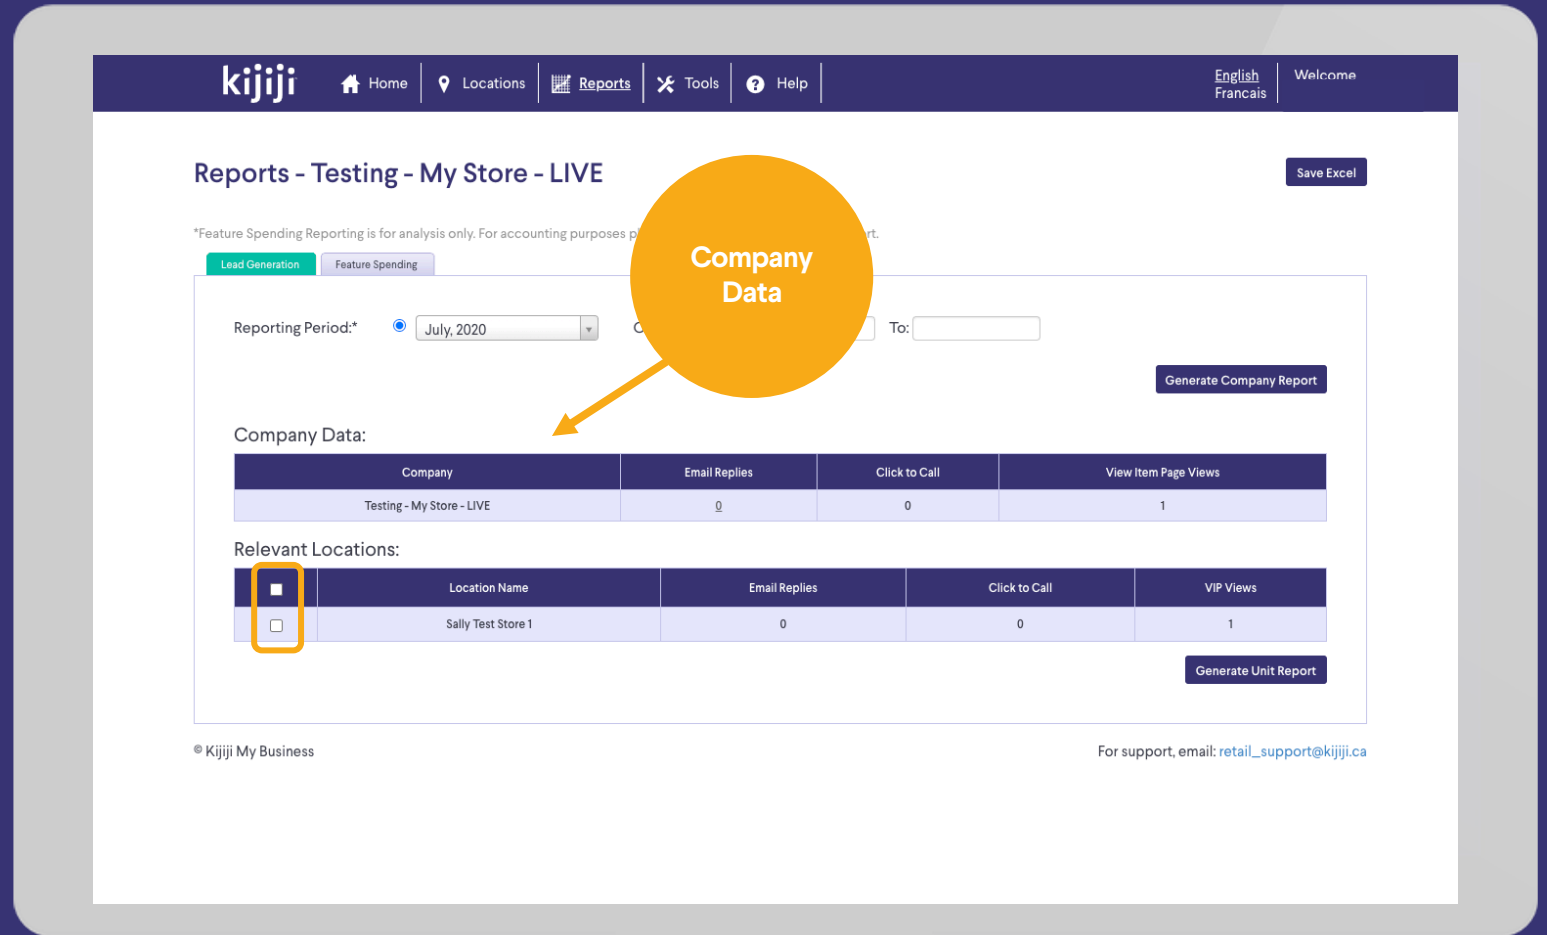 kijiji
Home
Locations
Reports
Tools
Help
English
Francais
Welcome
Reports - Testing - My Store - LIVE
Save Excel
*Feature Spending Reporting is for analysis only. For accounting purposes
Company
Data
Lead Generation
Feature Spending
Reporting Period:*
July, 2020
To:
Generate Company Report
Company Data:
Company Email Replies Click to Call View Item Page Views
Testing - My Store - LIVE 0 0 1
Relevant Locations:
Location Name Email Replies Click to Call VIP Views
Sally Test Store 1 0 0 1
Generate Unit Report
© Kijiji My Business
For support, email: retail_support@kijiji.ca